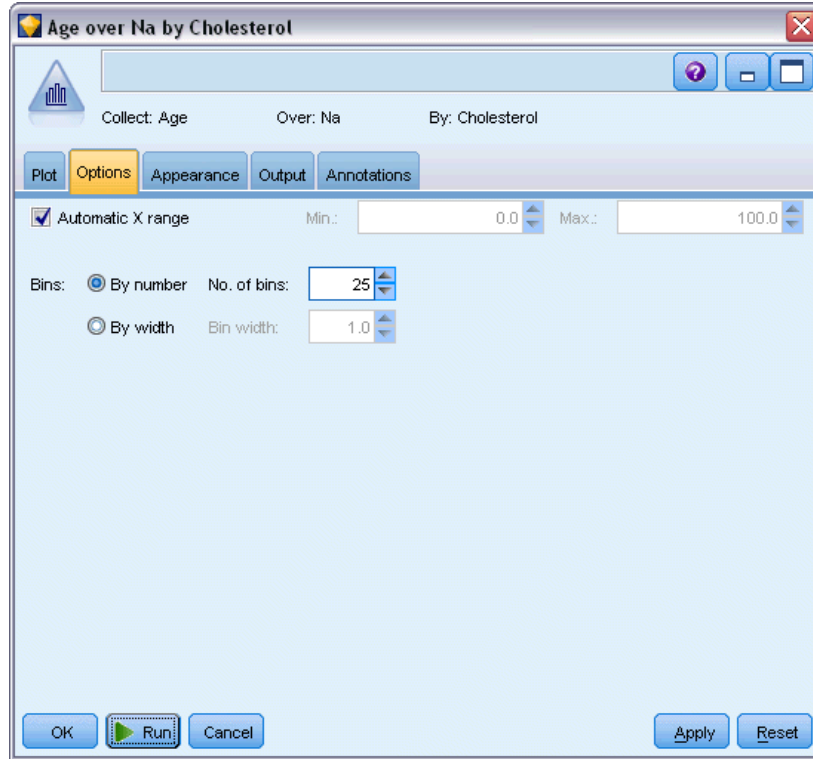 Age over Na by Cholesterol
Collect: Age Over: Na By: Cholesterol
Plot Options Appearance Output Annotations
Automatic X range Min.: 0.0 Max.: 100.0
Bins: By number No. of bins: 25
By width Bin width: 1.0
OK Run Cancel Apply Reset